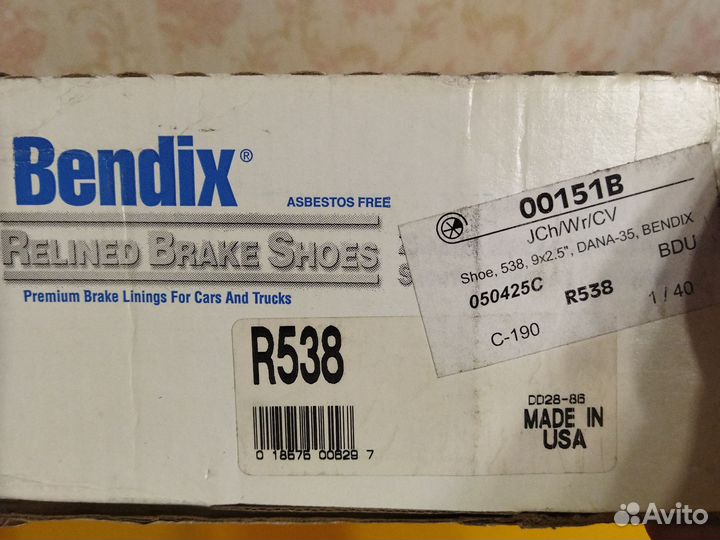 Bendix®
ASBESTOS FREE
RELINED BRAKE SHOES
Premium Brake Linings For Cars And Trucks
00151B
JCh/Wr/CV
Shoe, 538, 9x2.5", DANA-35, BENDIX
050425C R538 BDU
C-190 1 / 40
R538
0 18576 00629 7
DD28-86
MADE IN
USA
Avito